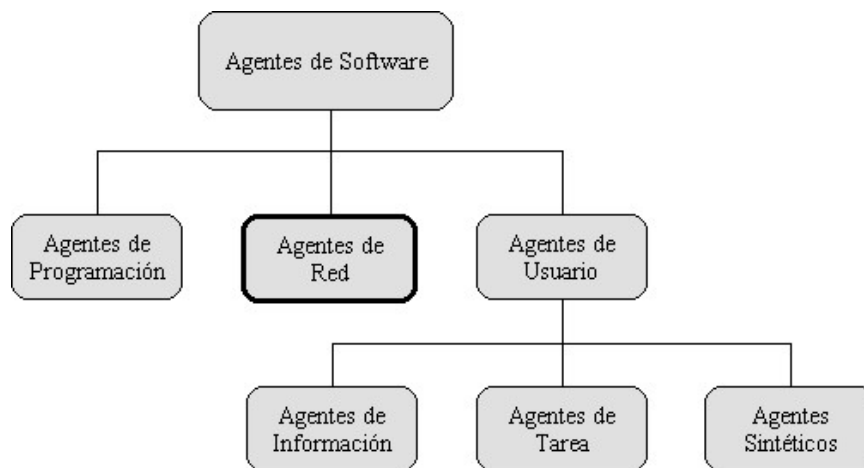 Agentes de Software
Agentes de
Programación
Agentes de
Red
Agentes de
Usuario
Agentes de
Información
Agentes de
Tarea
Agentes
Sintéticos